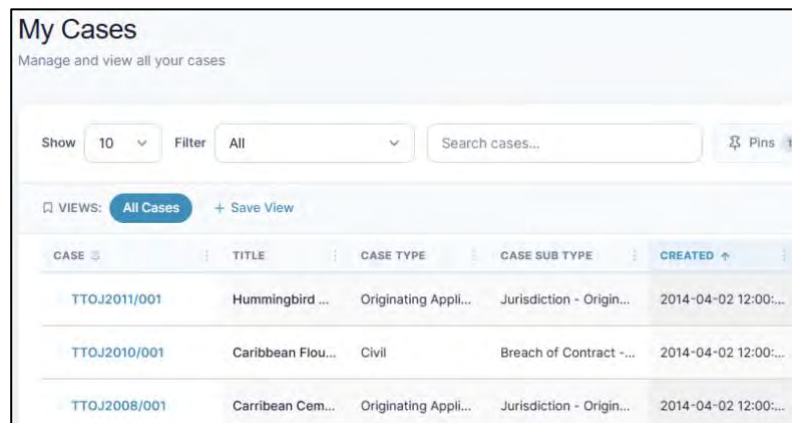 My Cases
Manage and view all your cases
Show 10 Filter All Search cases... Pins
VIEWS: All Cases + Save View
CASE TITLE CASE TYPE CASE SUB TYPE CREATED ↑
TTOJ2011/001 Hummingbird ... Originating Appli... Jurisdiction - Origin... 2014-04-02 12:00:...
TTOJ2010/001 Caribbean Flou... Civil Breach of Contract -... 2014-04-02 12:00:...
TTOJ2008/001 Carribean Cem... Originating Appli... Jurisdiction - Origin... 2014-04-02 12:00:...